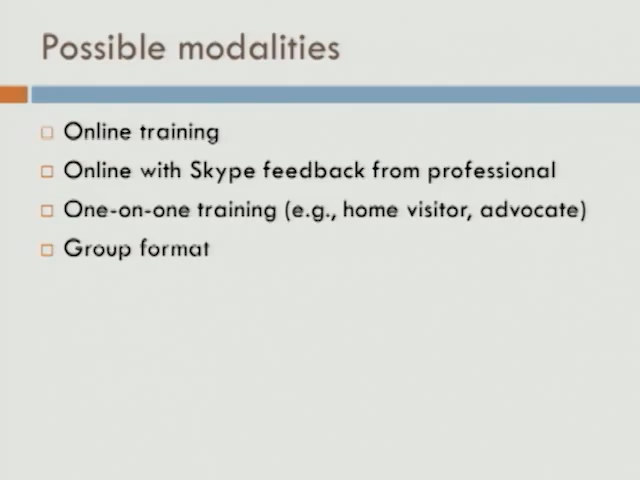 Possible modalities
Online training
Online with Skype feedback from professional
One-on-one training (e.g., home visitor, advocate)
Group format